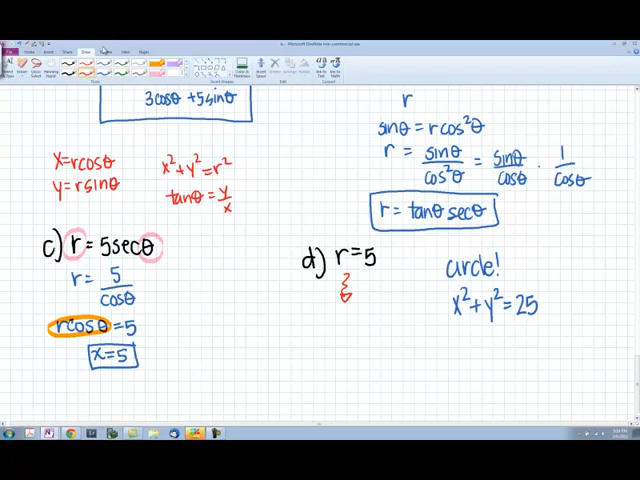 3cosθ +5sinθ
r
sinθ = rcos²θ
r = sinθ/cos²θ = sinθ/cosθ · 1/cosθ
r = tanθ secθ
x=rcosθ
y=rsinθ
x²+y²=r²
tanθ = y/x
c) r = 5secθ
r = 5/cosθ
rcosθ =5
x=5
d) r=5
circle!
x²+y²=25